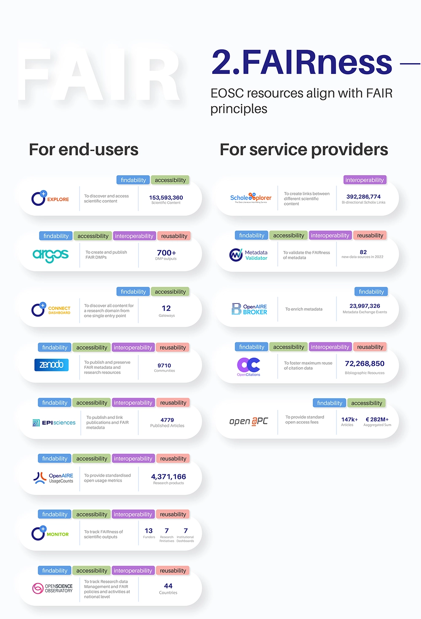 FAIR
2.FAIRness
EOSC resources align with FAIR
principles
For end-users
For service providers
findability accessibility
EXPLORE
To discover and access
scientific content
153,593,360
Scientific Content
findability accessibility interoperability reusability
argos
To create and publish
FAIR DMPs
700+
DMP outputs
findability accessibility
CONNECT
DASHBOARD
To discover all content for
a research domain from
one single entry point
12
Gateways
findability accessibility interoperability reusability
zenodo
To publish and preserve
FAIR metadata and
research resources
9710
Communities
findability accessibility interoperability reusability
EPIsciences
To publish and link
publications and FAIR
metadata
4779
Published Articles
findability accessibility interoperability reusability
OpenAIRE
UsageCounts
To provide standardised
open usage metrics
4,371,166
Research products
findability accessibility interoperability reusability
MONITOR
To track FAIRness of
scientific outputs
13
Funders
7
Research
Initiatives
7
Institutional
Dashboards
findability accessibility interoperability reusability
OPENSCIENCE
OBSERVATORY
To track Research data
Management and FAIR
policies and activities at
national level
44
Countries
interoperability
Scholexplorer
To create links between
different scientific
content
392,286,774
Bi-directional Scholix Links
findability accessibility interoperability reusability
Metadata
Validator
To validate the FAIRness
of metadata
82
new data sources in 2022
findability
OpenAIRE
BROKER
To enrich metadata
23,997,326
Metadata Exchange Events
findability accessibility interoperability reusability
OpenCitations
To foster maximum reuse
of citation data
72,268,850
Bibliographic Resources
findability accessibility
open APC
To provide standard
open access fees
147k+
Articles
€ 282M+
Aggregated fees